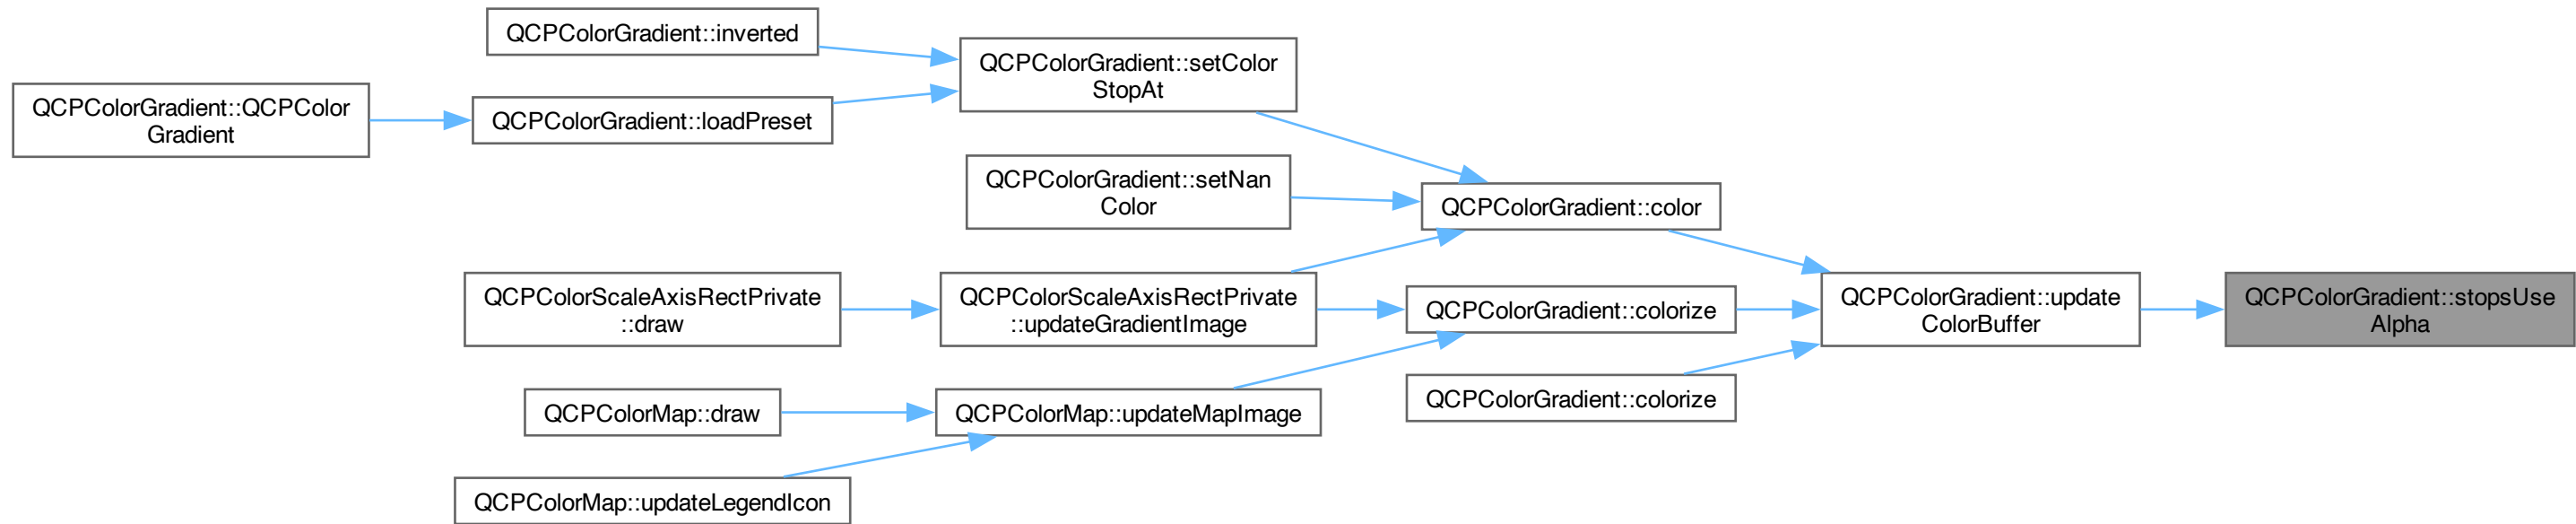 QCPColorGradient::inverted
QCPColorGradient::setColor
StopAt
QCPColorGradient::QCPColor
Gradient
QCPColorGradient::loadPreset
QCPColorGradient::setNan
Color
QCPColorGradient::color
QCPColorScaleAxisRectPrivate
::draw
QCPColorScaleAxisRectPrivate
::updateGradientImage
QCPColorGradient::colorize
QCPColorGradient::update
ColorBuffer
QCPColorGradient::stopsUse
Alpha
QCPColorMap::draw
QCPColorMap::updateMapImage
QCPColorGradient::colorize
QCPColorMap::updateLegendIcon